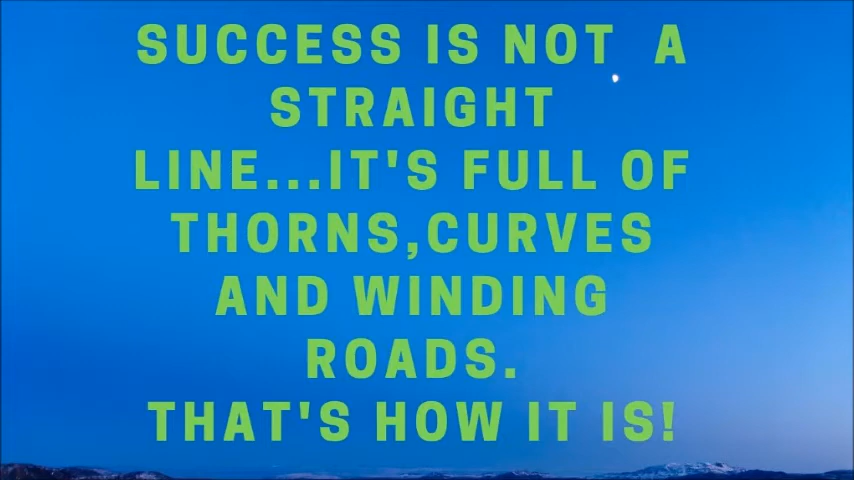 SUCCESS IS NOT A
STRAIGHT
LINE...IT'S FULL OF
THORNS,CURVES
AND WINDING
ROADS.
THAT'S HOW IT IS!